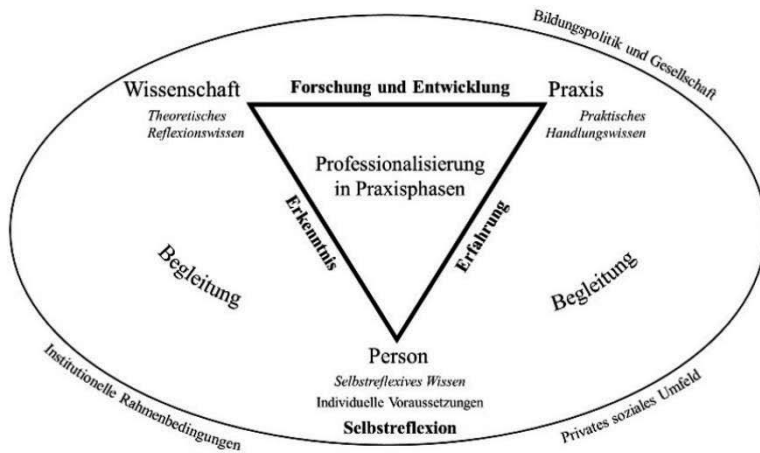 Bildungspolitik und Gesellschaft
Wissenschaft
Forschung und Entwicklung
Praxis
Theoretisches
Reflexionswissen
Praktisches
Handlungswissen
Professionalisierung
in Praxisphasen
Erkenntnis
Erfahrung
Begleitung
Begleitung
Person
Selbstreflexives Wissen
Individuelle Voraussetzungen
Selbstreflexion
Institutionelle Rahmenbedingungen
Privates soziales Umfeld